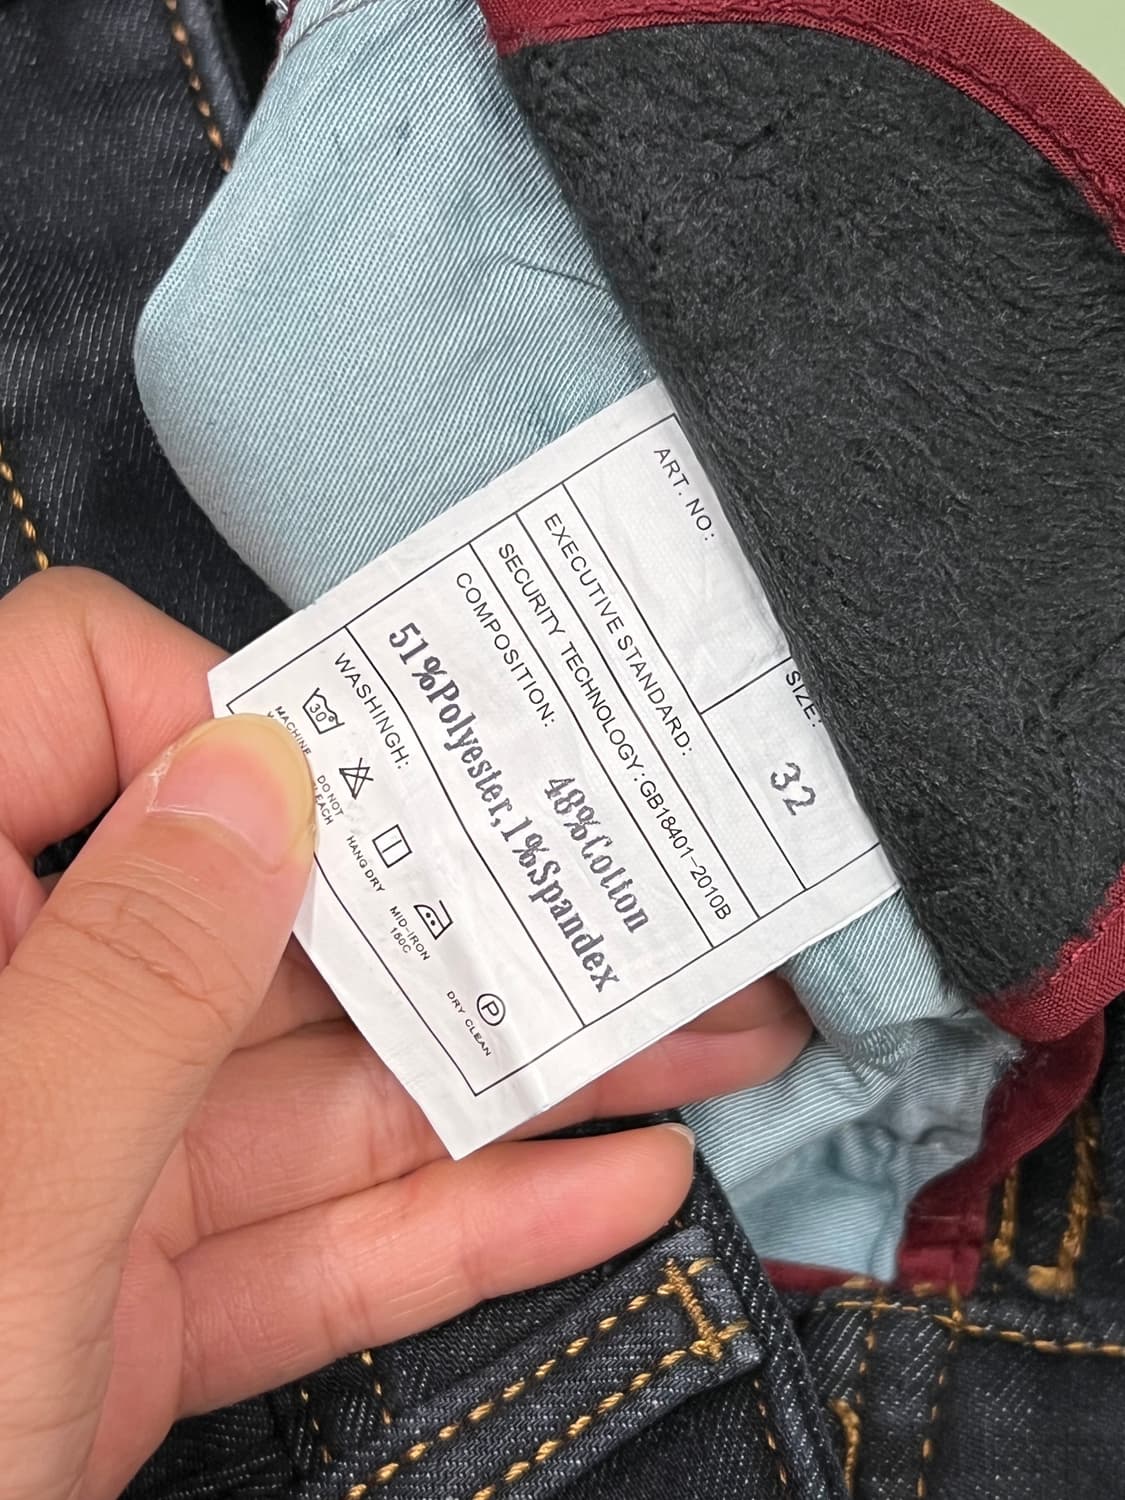 ART. NO:
SIZE:
32
EXECUTIVE STANDARD:
SECURITY TECHNOLOGY:GB18401-2010B
COMPOSITION:
48%Cotton
51%Polyester,1%Spandex
WASHINGH:
30°
P
MACHINE
DO NOT
HANG DRY
MID-IRON
150C
DRY CLEAN